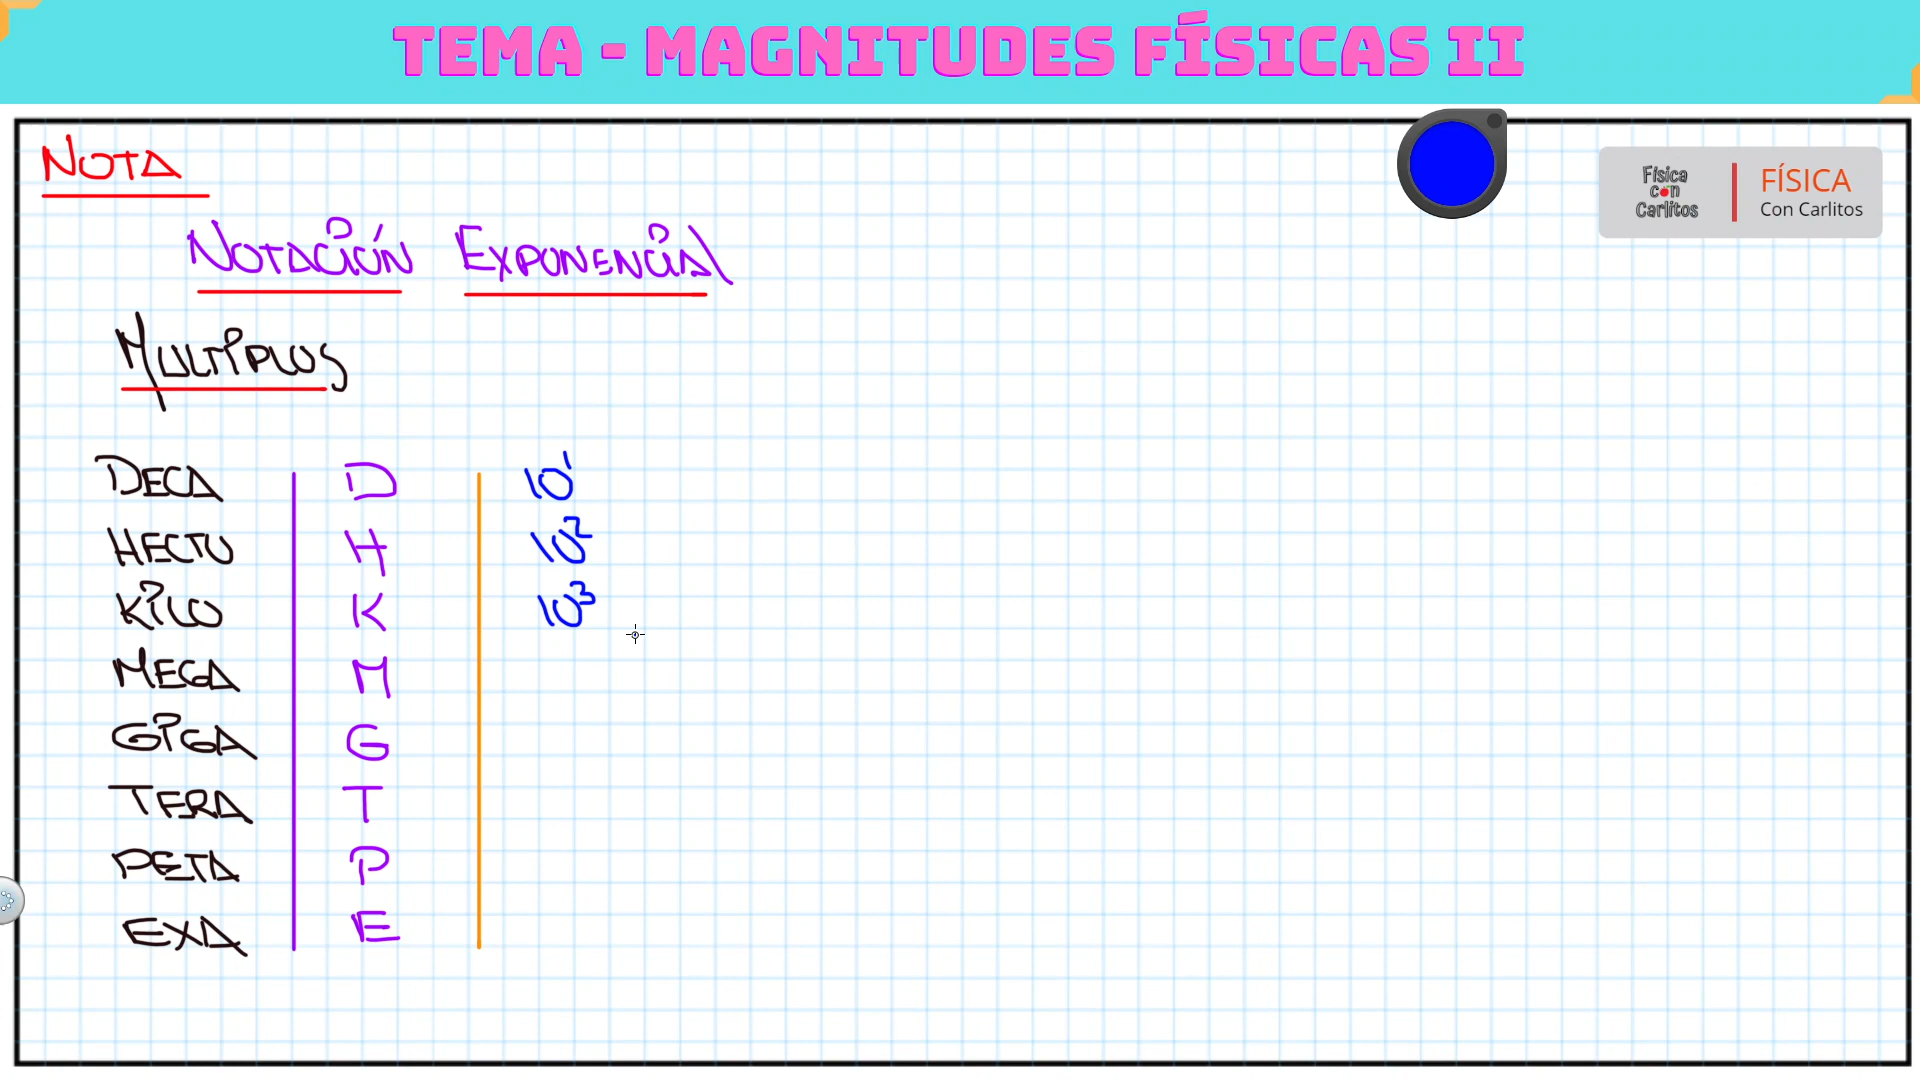 TEMA - MAGNITUDES FÍSICAS II
NOTA
Física con Carlitos
FÍSICA
Con Carlitos
NOTACIÓN EXPONENCIAL
MULTIPLOS
DECA D 10¹
HECTO H 10²
KILO K 10³
MEGA M
GIGA G
TERA T
PETA P
EXA E